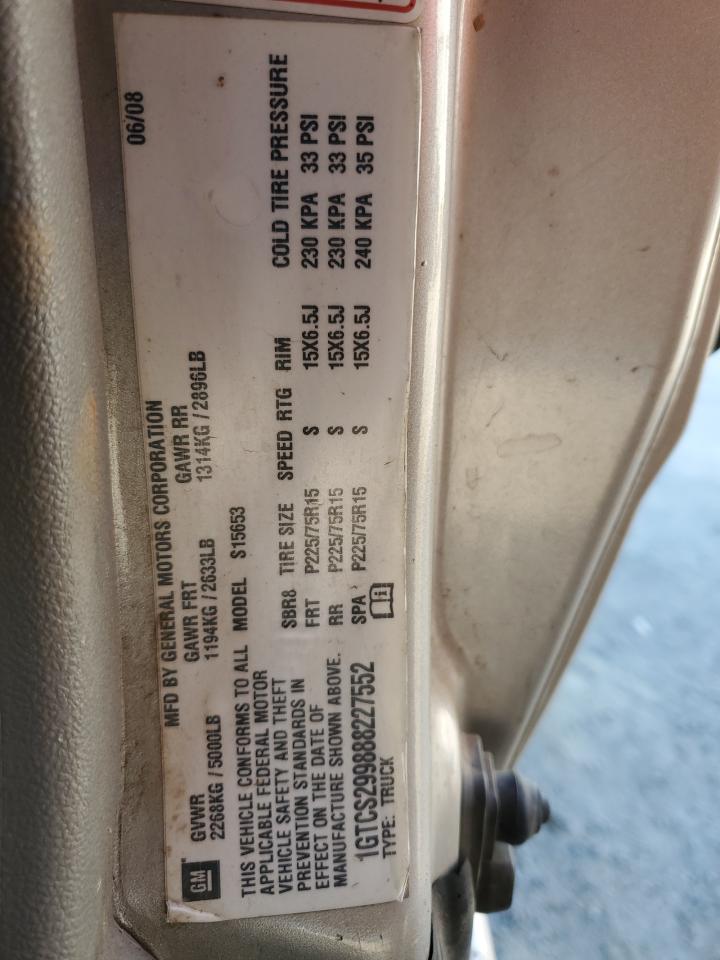 MFD BY GENERAL MOTORS CORPORATION 06/08
GM
GVWR GAWR FRT GAWR RR
2268KG / 5000LB 1194KG / 2633LB 1314KG / 2896LB
THIS VEHICLE CONFORMS TO ALL
APPLICABLE FEDERAL MOTOR
VEHICLE SAFETY AND THEFT
PREVENTION STANDARDS IN
EFFECT ON THE DATE OF
MANUFACTURE SHOWN ABOVE.
MODEL S15653
SBR8 TIRE SIZE SPEED RTG RIM COLD TIRE PRESSURE
FRT P225/75R15 S 15X6.5J 230 KPA 33 PSI
RR P225/75R15 S 15X6.5J 230 KPA 33 PSI
SPA P225/75R15 S 15X6.5J 240 KPA 35 PSI
1GTCS299888227552
TYPE: TRUCK